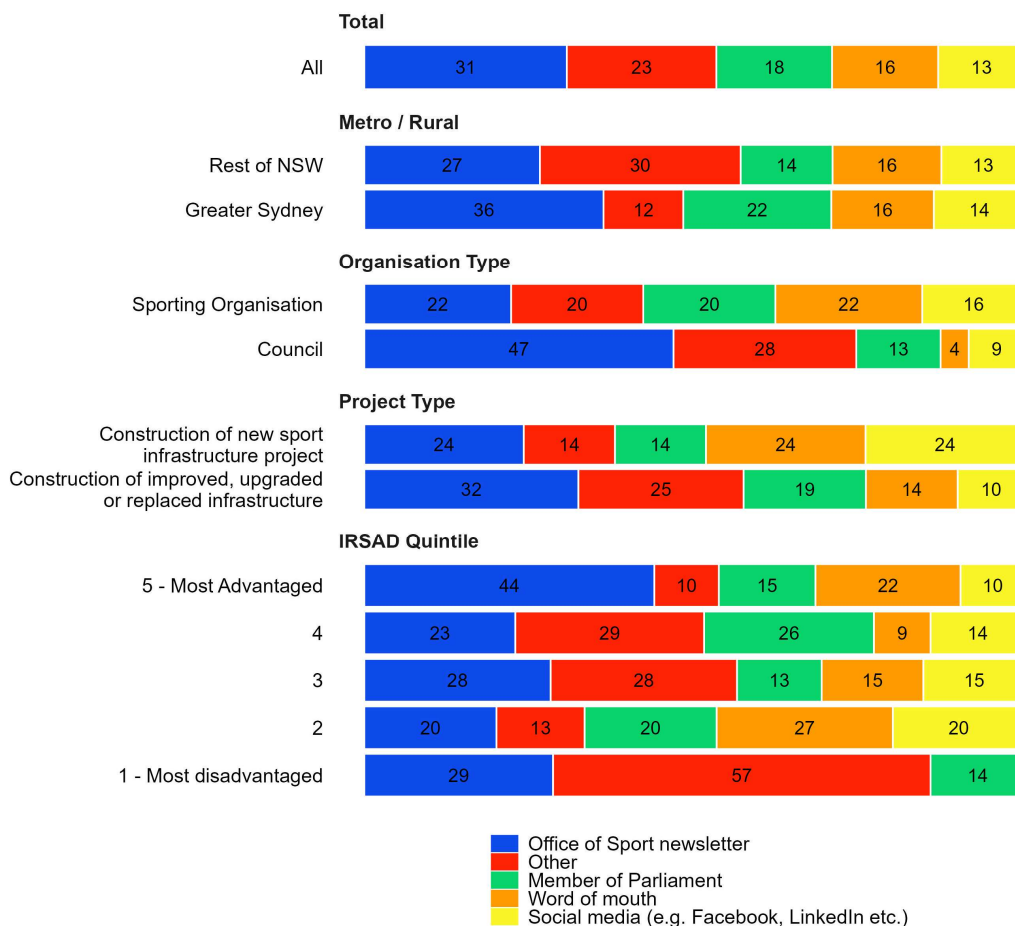 Total
All 31 23 18 16 13
Metro / Rural
Rest of NSW 27 30 14 16 13
Greater Sydney 36 12 22 16 14
Organisation Type
Sporting Organisation 22 20 20 22 16
Council 47 28 13 4 9
Project Type
Construction of new sport
infrastructure project 24 14 14 24 24
Construction of improved, upgraded
or replaced infrastructure 32 25 19 14 10
IRSAD Quintile
5 - Most Advantaged 44 10 15 22 10
4 23 29 26 9 14
3 28 28 13 15 15
2 20 13 20 27 20
1 - Most disadvantaged 29 57 14
Office of Sport newsletter
Other
Member of Parliament
Word of mouth
Social media (e.g. Facebook, LinkedIn etc.)